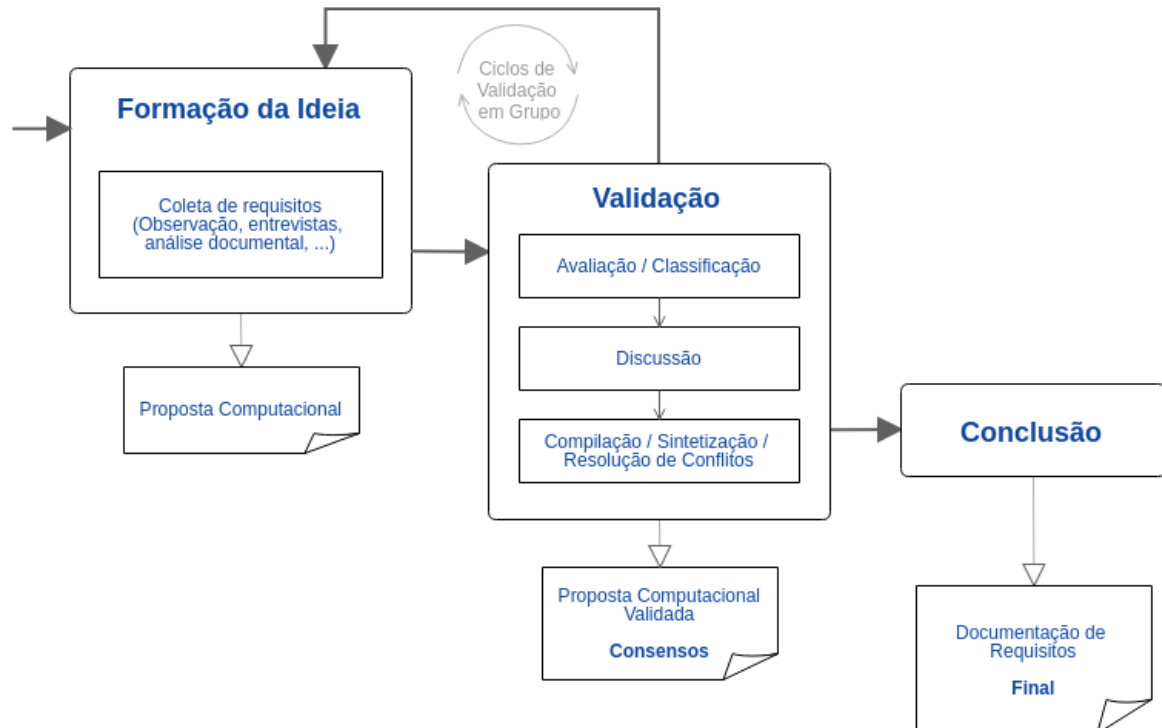 Ciclos de
Validação
em Grupo
Formação da Ideia
Coleta de requisitos
(Observação, entrevistas,
análise documental, ...)
Proposta Computacional
Validação
Avaliação / Classificação
Discussão
Compilação / Sintetização /
Resolução de Conflitos
Proposta Computacional
Validada
Consensos
Conclusão
Documentação de
Requisitos
Final